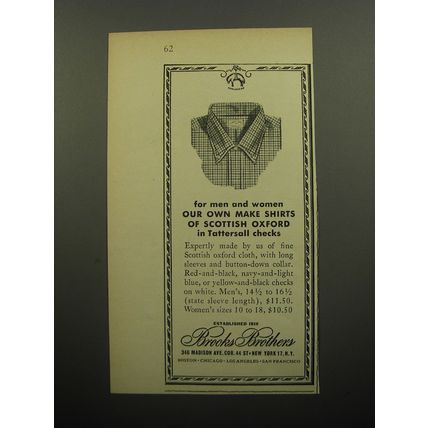 62
for men and women
OUR OWN MAKE SHIRTS
OF SCOTTISH OXFORD
in Tattersall checks
Expertly made by us of fine
Scottish oxford cloth, with long
sleeves and button-down collar.
Red-and-black, navy-and-light
blue, or yellow-and-black checks
on white. Men's, 14½ to 16½
(state sleeve length), $11.50.
Women's sizes 10 to 18, $10.50
ESTABLISHED 1818
Brooks Brothers
346 MADISON AVE. COR. 44 ST • NEW YORK 17, N.Y.
BOSTON • CHICAGO • LOS ANGELES • SAN FRANCISCO